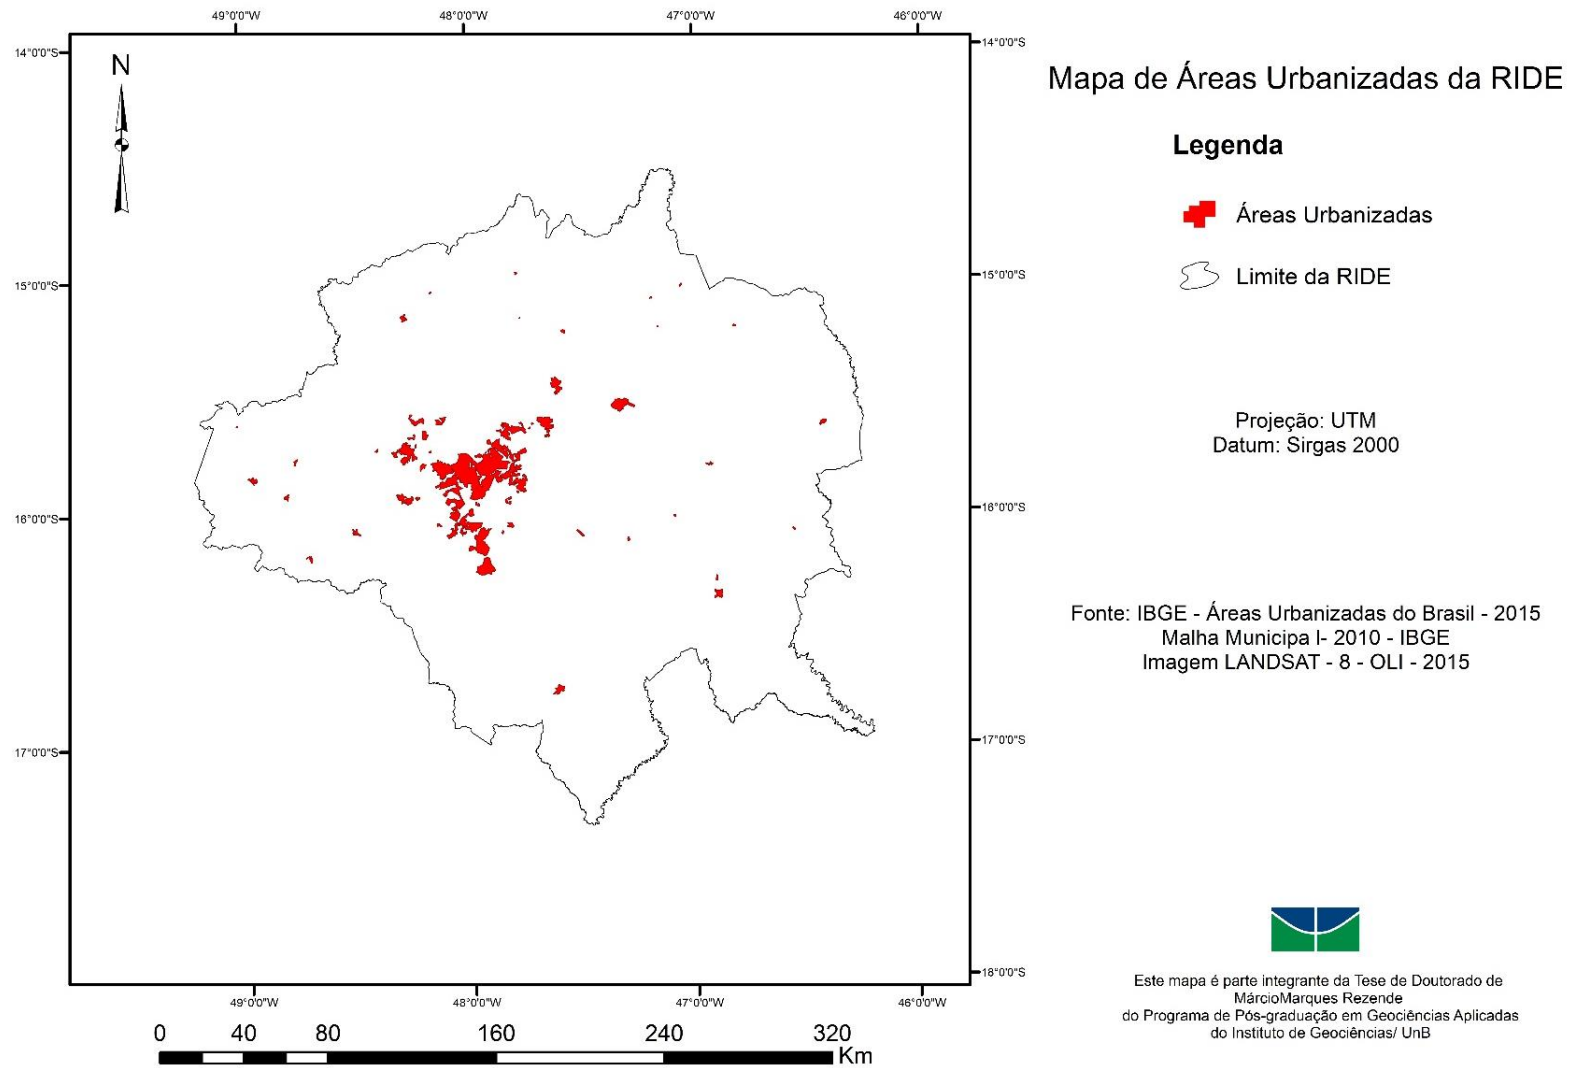 49°0'0"W 48°0'0"W 47°0'0"W 46°0'0"W
14°0'0"S 14°0'0"S
N
Mapa de Áreas Urbanizadas da RIDE
Legenda
Áreas Urbanizadas
15°0'0"S 15°0'0"S
Limite da RIDE
Projeção: UTM
Datum: Sirgas 2000
16°0'0"S 16°0'0"S
Fonte: IBGE - Áreas Urbanizadas do Brasil - 2015
Malha Municipa l- 2010 - IBGE
Imagem LANDSAT - 8 - OLI - 2015
17°0'0"S 17°0'0"S
18°0'0"S
49°0'0"W 48°0'0"W 47°0'0"W 46°0'0"W
0 40 80 160 240 320
Km
Este mapa é parte integrante da Tese de Doutorado de
MárcioMarques Rezende
do Programa de Pós-graduação em Geociências Aplicadas
do Instituto de Geociências/ UnB